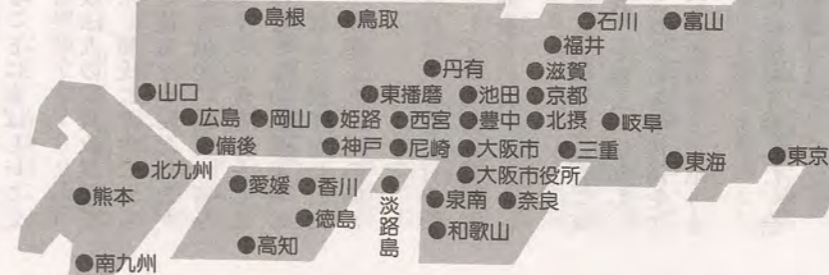 ●島根 ●鳥取 ●石川 ●富山
●福井
●丹有 ●滋賀
●山口 ●東播磨 ●池田 ●京都
●広島 ●岡山 ●姫路 ●西宮 ●豊中 ●北摂 ●岐阜
●備後 ●神戸 ●尼崎 ●大阪市 ●三重 ●東海 ●東京
●北九州 ●大阪市役所
●熊本 ●愛媛 ●香川 ●淡路島 ●泉南 ●奈良
●徳島 ●和歌山
●高知
●南九州